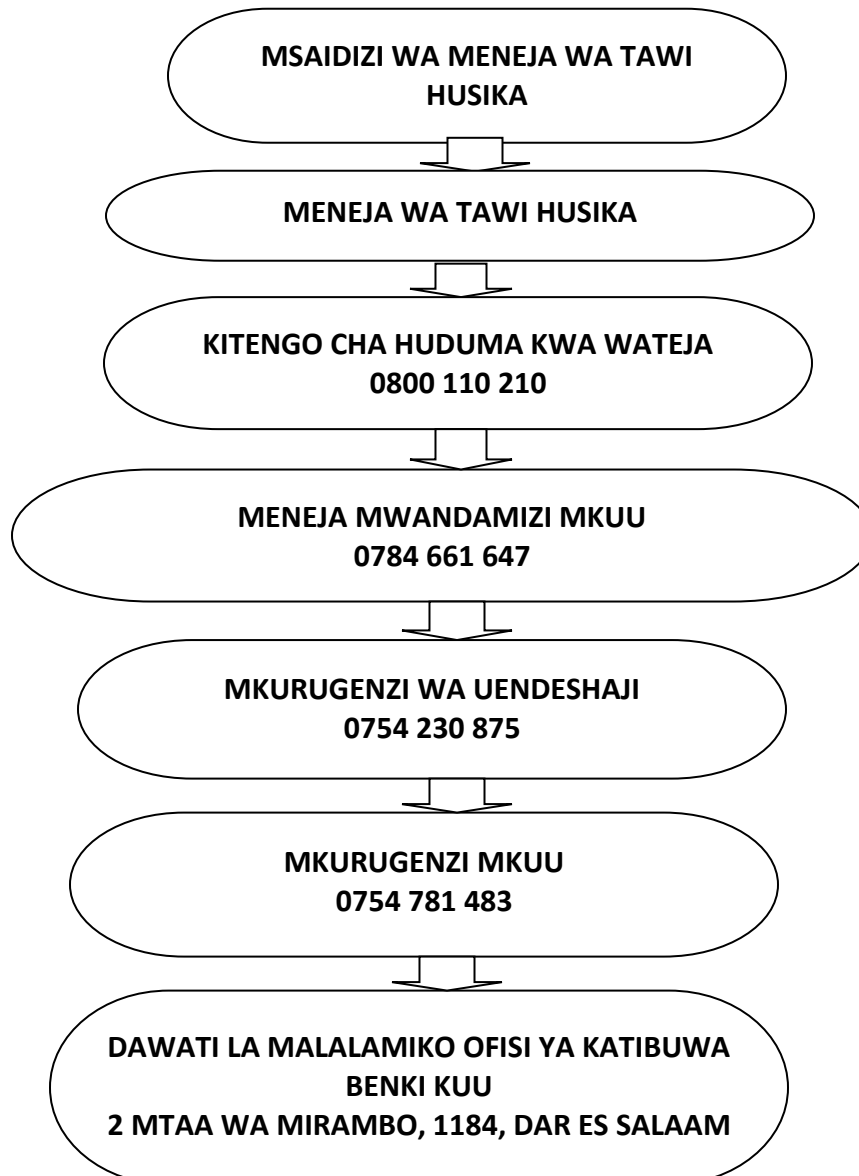 MSAIDIZI WA MENEJA WA TAWI
HUSIKA
MENEJA WA TAWI HUSIKA
KITENGO CHA HUDUMA KWA WATEJA
0800 110 210
MENEJA MWANDAMIZI MKUU
0784 661 647
MKURUGENZI WA UENDESHAJI
0754 230 875
MKURUGENZI MKUU
0754 781 483
DAWATI LA MALALAMIKO OFISI YA KATIBUWA
BENKI KUU
2 MTAA WA MIRAMBO, 1184, DAR ES SALAAM